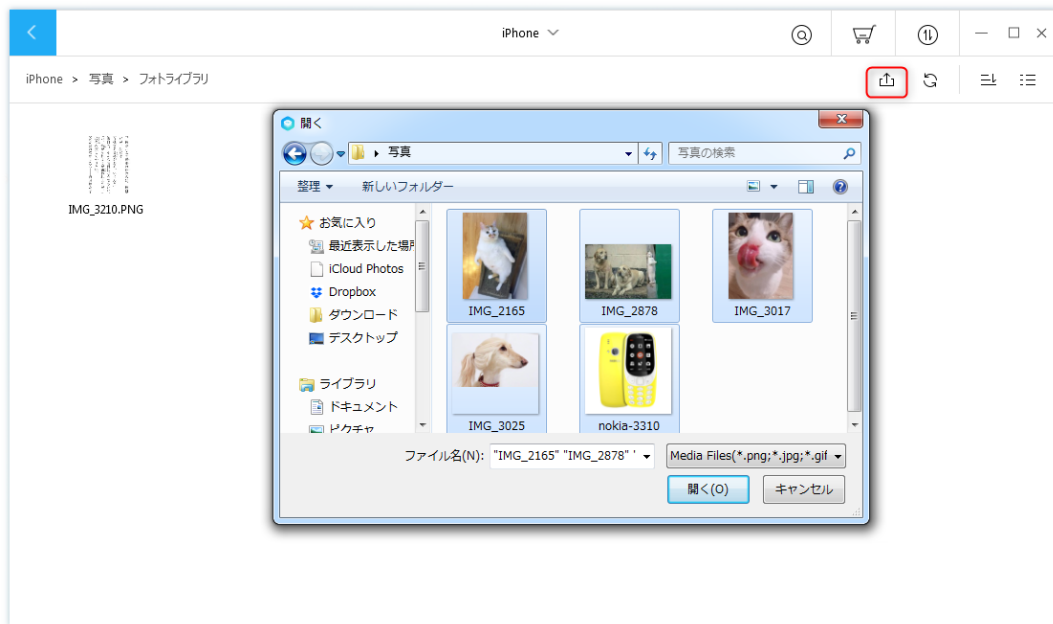 iPhone
iPhone > 写真 > フォトライブラリ
IMG_3210.PNG
開く
写真
写真の検索
整理
新しいフォルダー
お気に入り
最近表示した場所
iCloud Photos
Dropbox
ダウンロード
デスクトップ
ライブラリ
ドキュメント
ピクチャ
IMG_2165
IMG_2878
IMG_3017
IMG_3025
nokia-3310
ファイル名(N): "IMG_2165" "IMG_2878" '
Media Files(*.png;*.jpg;*.gif
開く(O)
キャンセル